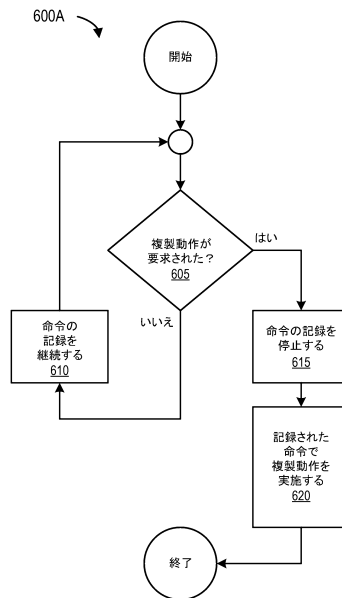 600A
開始
複製動作が
要求された？
605
はい
いいえ
命令の
記録を
継続する
610
命令の記録を
停止する
615
記録された
命令で
複製動作を
実施する
620
終了